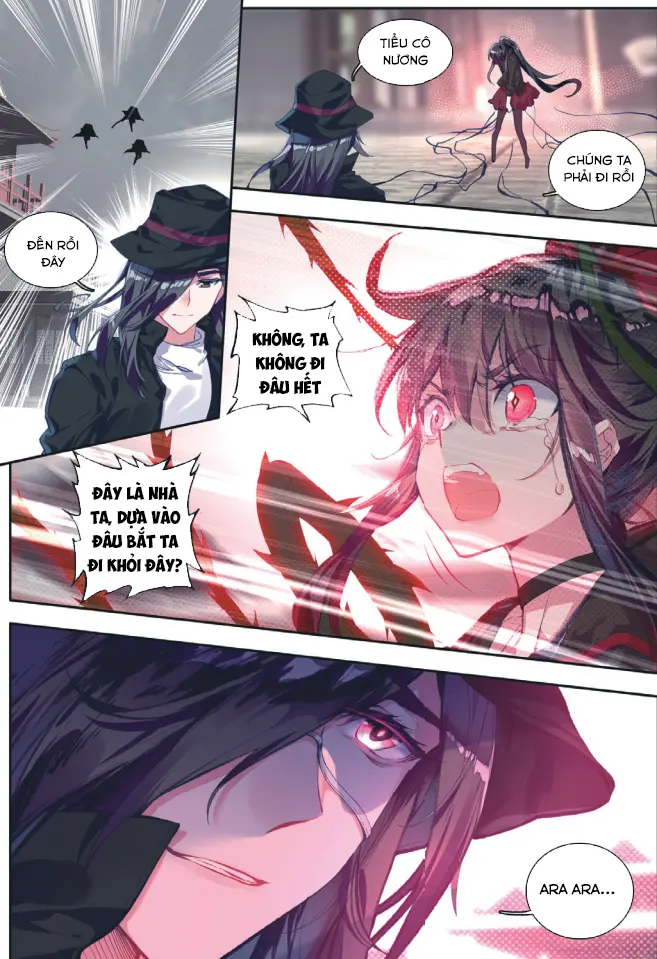 ĐẾN RỒI
ĐÂY
TIỂU CÔ
NƯƠNG
CHÚNG TA
PHẢI ĐI RỒI
KHÔNG, TA
KHÔNG ĐI
ĐÂU HẾT
ĐÂY LÀ NHÀ
TA, DỰA VÀO
ĐÂU BẮT TA
ĐI KHỎI ĐÂY?
ARA ARA...